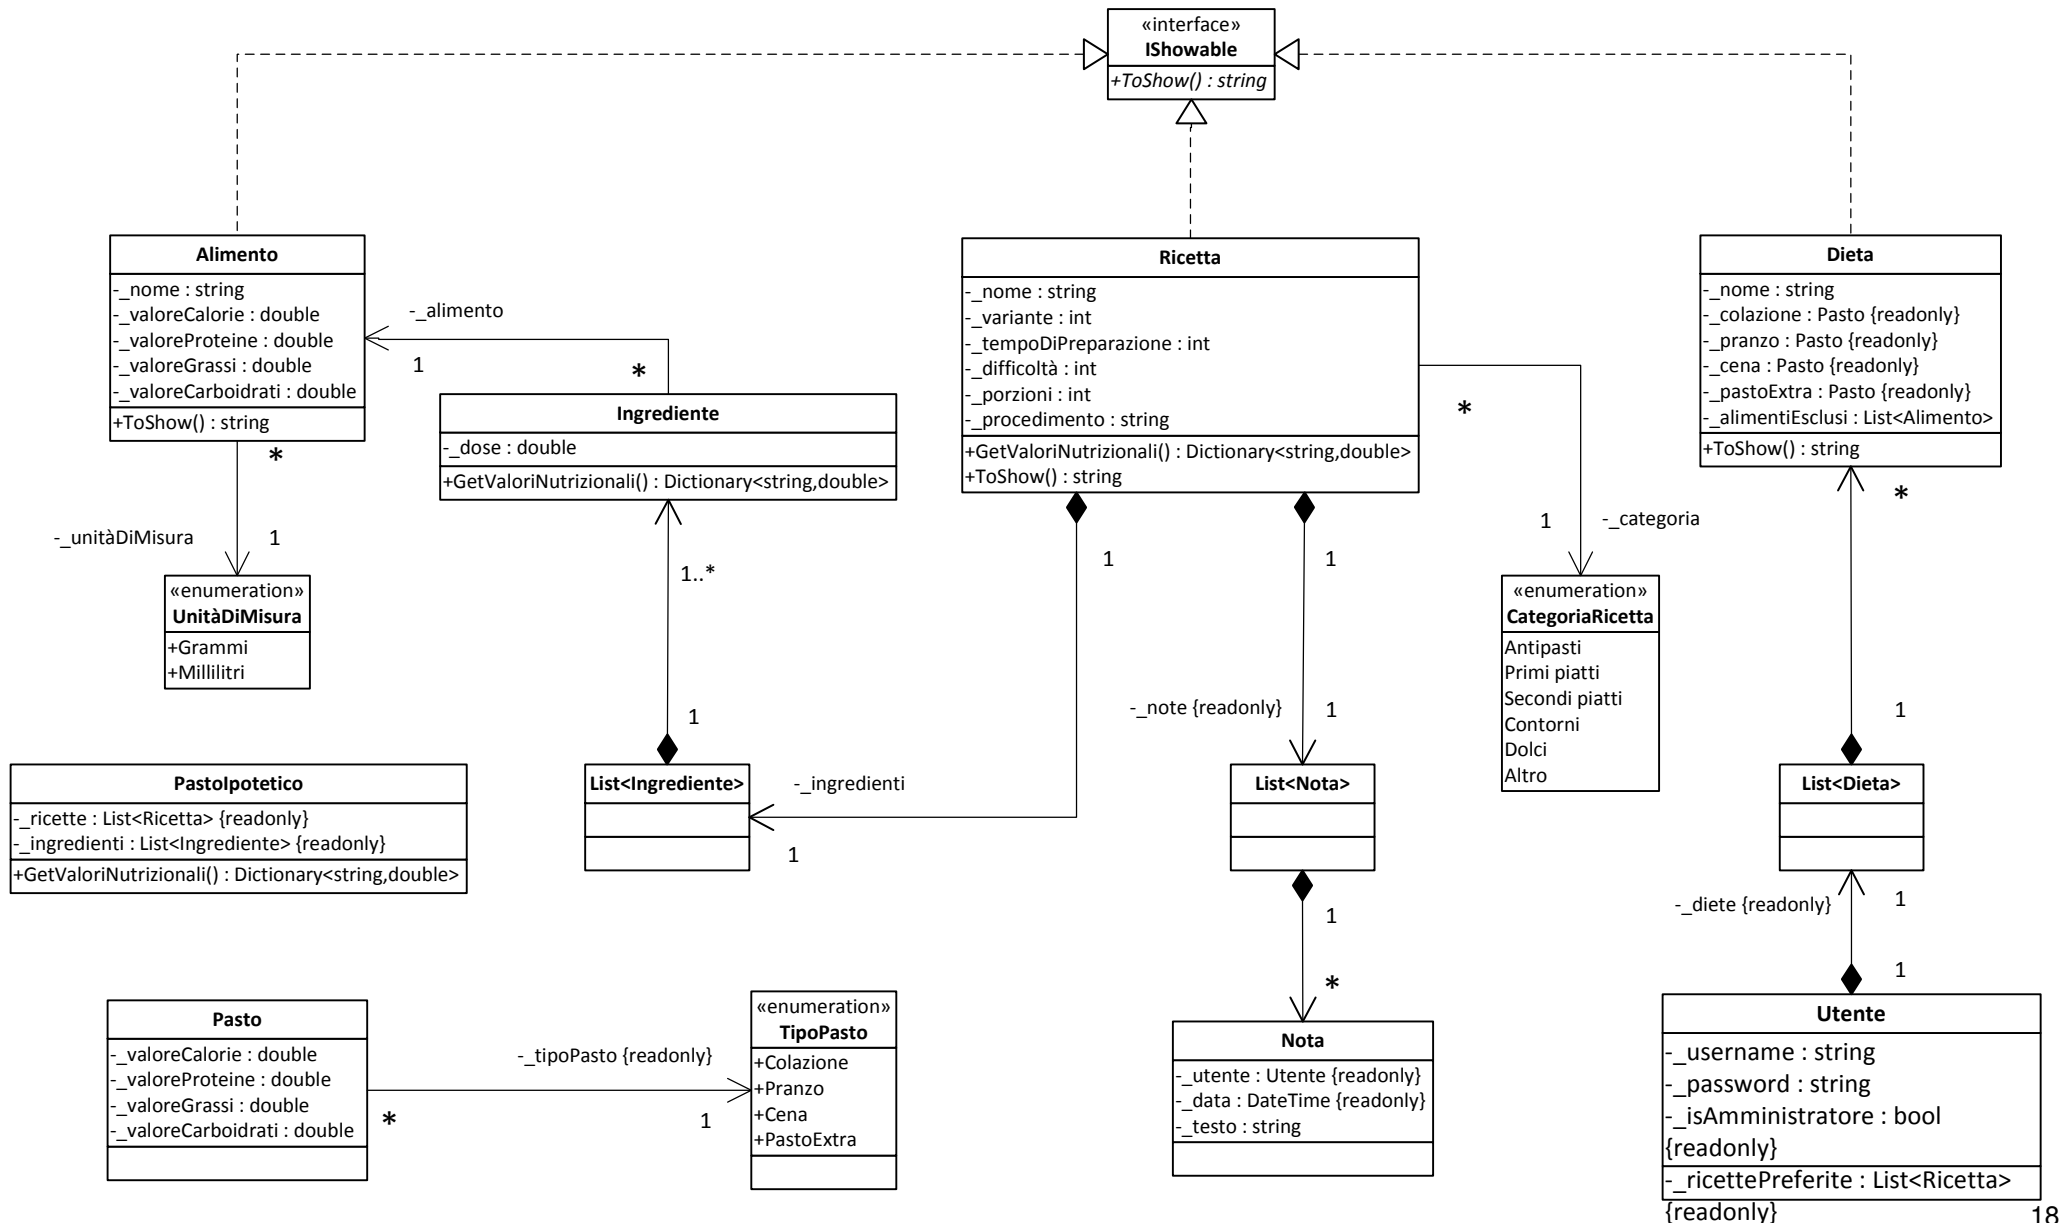 «interface»
IShowable
+ToShow() : string
Alimento
-_nome : string
-_valoreCalorie : double
-_valoreProteine : double
-_valoreGrassi : double
-_valoreCarboidrati : double
+ToShow() : string
*
-_unitàDiMisura
1
«enumeration»
UnitàDiMisura
+Grammi
+Millilitri
-_alimento
1
*
Ingrediente
-_dose : double
+GetValoriNutrizionali() : Dictionary<string,double>
1..*
1
List<Ingrediente>
-_ingredienti
1
Ricetta
-_nome : string
-_variante : int
-_tempoDiPreparazione : int
-_difficoltà : int
-_porzioni : int
-_procedimento : string
+GetValoriNutrizionali() : Dictionary<string,double>
+ToShow() : string
1
1
-_note {readonly}
1
List<Nota>
1
*
Nota
-_utente : Utente {readonly}
-_data : DateTime {readonly}
-_testo : string
*
1
-_categoria
«enumeration»
CategoriaRicetta
Antipasti
Primi piatti
Secondi piatti
Contorni
Dolci
Altro
Dieta
-_nome : string
-_colazione : Pasto {readonly}
-_pranzo : Pasto {readonly}
-_cena : Pasto {readonly}
-_pastoExtra : Pasto {readonly}
-_alimentiEsclusi : List<Alimento>
+ToShow() : string
*
1
List<Dieta>
-_diete {readonly}
1
1
Utente
-_username : string
-_password : string
-_isAmministratore : bool
{readonly}
-_ricettePreferite : List<Ricetta>
{readonly}
PastoIpotetico
-_ricette : List<Ricetta> {readonly}
-_ingredienti : List<Ingrediente> {readonly}
+GetValoriNutrizionali() : Dictionary<string,double>
Pasto
-_valoreCalorie : double
-_valoreProteine : double
-_valoreGrassi : double
-_valoreCarboidrati : double
*
-_tipoPasto {readonly}
1
«enumeration»
TipoPasto
+Colazione
+Pranzo
+Cena
+PastoExtra
18